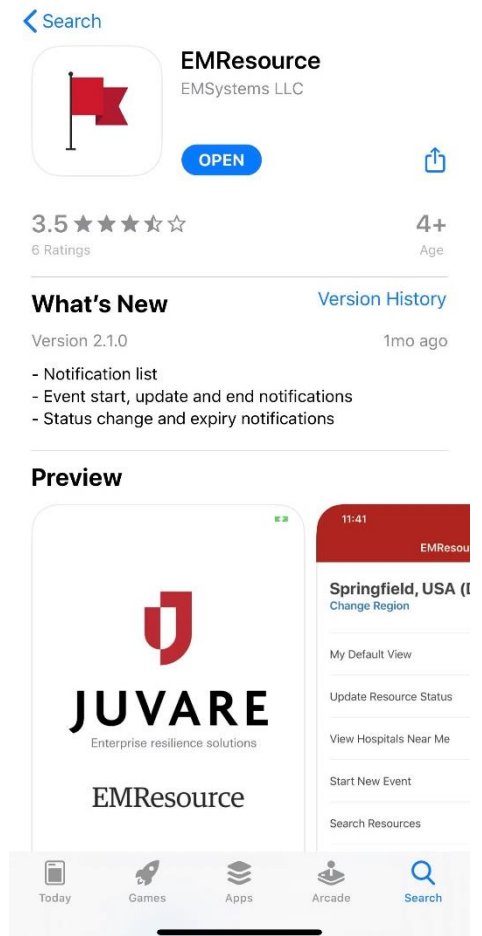 Search
EMResource
EMSystems LLC
OPEN
3.5
4+
6 Ratings
Age
What's New
Version History
Version 2.1.0
1mo ago
- Notification list
- Event start, update and end notifications
- Status change and expiry notifications
Preview
JUVARE
Enterprise resilience solutions
EMResource
11:41
EMResou
Springfield, USA (
Change Region
My Default View
Update Resource Status
View Hospitals Near Me
Start New Event
Search Resources
Today
Games
Apps
Arcade
Search